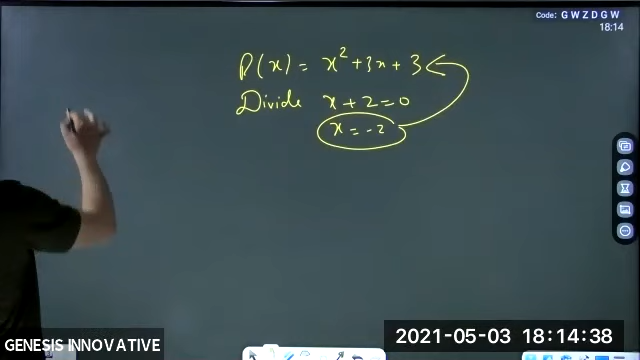 Code: G W Z D G W
18:14
P(x) = x² + 3x + 3
Divide x + 2 = 0
x = -2
GENESIS INNOVATIVE
2021-05-03 18:14:38